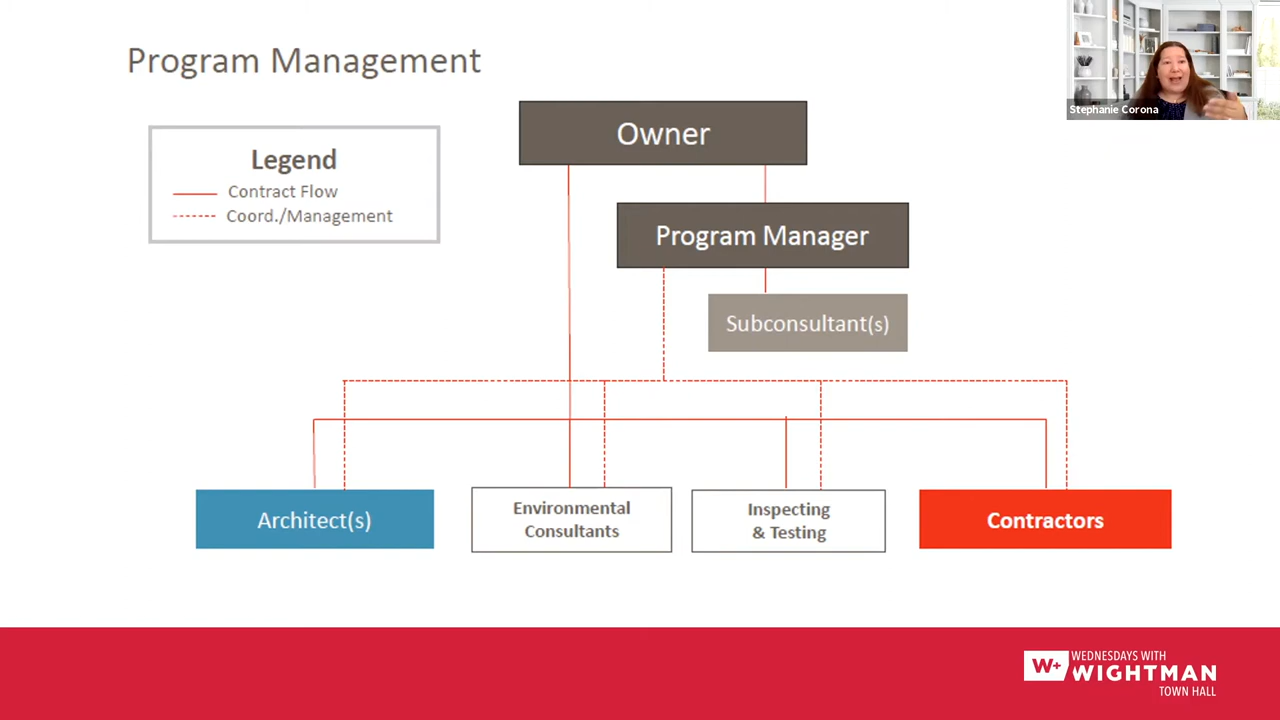 Program Management
Stephanie Corona
Owner
Legend
Contract Flow
Coord./Management
Program Manager
Subconsultant(s)
Architect(s)
Environmental
Consultants
Inspecting
& Testing
Contractors
W+
WEDNESDAYS WITH
WIGHTMAN
TOWN HALL